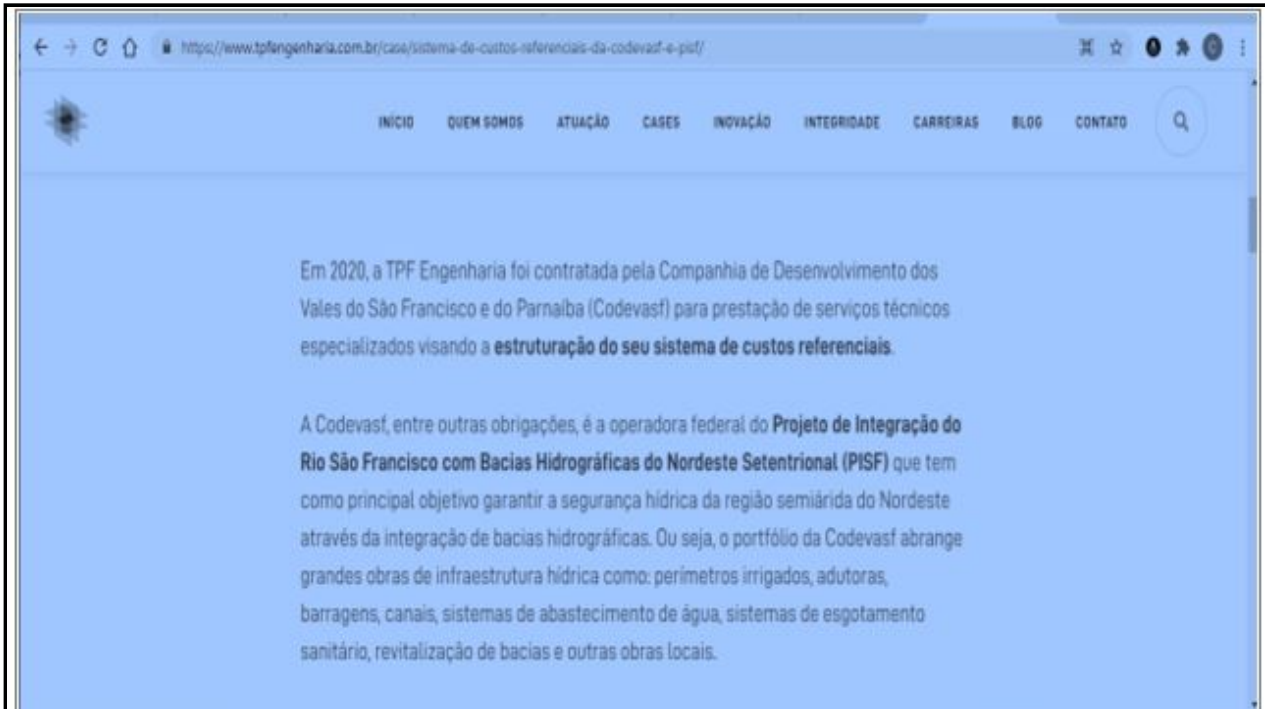 https://www.tpfengenharia.com.br/case/sistema-de-custos-referenciais-da-codevasf-e-pisf/
INÍCIO QUEM SOMOS ATUAÇÃO CASES INOVAÇÃO INTEGRIDADE CARREIRAS BLOG CONTATO
Em 2020, a TPF Engenharia foi contratada pela Companhia de Desenvolvimento dos
Vales do São Francisco e do Parnaíba (Codevasf) para prestação de serviços técnicos
especializados visando a estruturação do seu sistema de custos referenciais.
A Codevasf, entre outras obrigações, é a operadora federal do Projeto de Integração do
Rio São Francisco com Bacias Hidrográficas do Nordeste Setentrional (PISF) que tem
como principal objetivo garantir a segurança hídrica da região semiárida do Nordeste
através da integração de bacias hidrográficas. Ou seja, o portfólio da Codevasf abrange
grandes obras de infraestrutura hídrica como: perímetros irrigados, adutoras,
barragens, canais, sistemas de abastecimento de água, sistemas de esgotamento
sanitário, revitalização de bacias e outras obras locais.